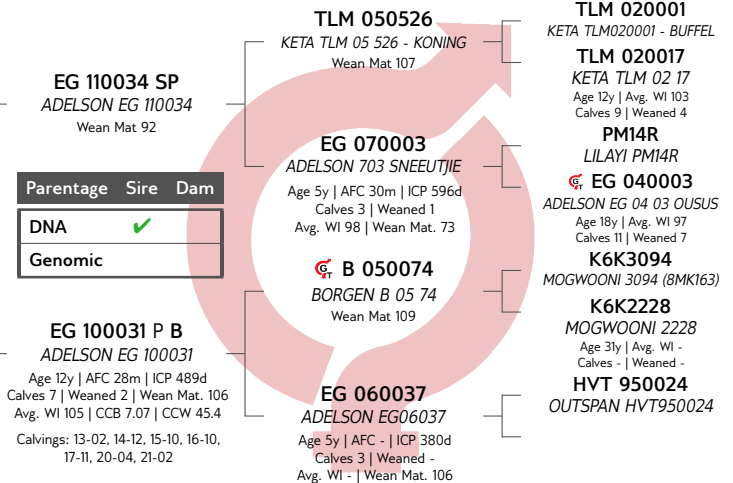 EG 110034 SP
ADELSON EG 110034
Wean Mat 92
Parentage Sire Dam
DNA ✔
Genomic
EG 100031 P B
ADELSON EG 100031
Age 12y | AFC 28m | ICP 489d
Calves 7 | Weaned 2 | Wean Mat. 106
Avg. WI 105 | CCB 7.07 | CCW 45.4
Calvings: 13-02, 14-12, 15-10, 16-10,
17-11, 20-04, 21-02
TLM 050526
KETA TLM 05 526 - KONING
Wean Mat 107
EG 070003
ADELSON 703 SNEEUTJIE
Age 5y | AFC 30m | ICP 596d
Calves 3 | Weaned 1
Avg. WI 98 | Wean Mat. 73
GT B 050074
BORGEN B 05 74
Wean Mat 109
EG 060037
ADELSON EG06037
Age 5y | AFC - | ICP 380d
Calves 3 | Weaned -
Avg. WI - | Wean Mat. 106
TLM 020001
KETA TLM020001 - BUFFEL
TLM 020017
KETA TLM 02 17
Age 12y | Avg. WI 103
Calves 9 | Weaned 4
PM14R
LILAYI PM14R
GT EG 040003
ADELSON EG 04 03 OUSUS
Age 18y | Avg. WI 97
Calves 11 | Weaned 7
K6K3094
MOGWOONI 3094 (8MK163)
K6K2228
MOGWOONI 2228
Age 31y | Avg. WI -
Calves - | Weaned -
HVT 950024
OUTSPAN HVT950024